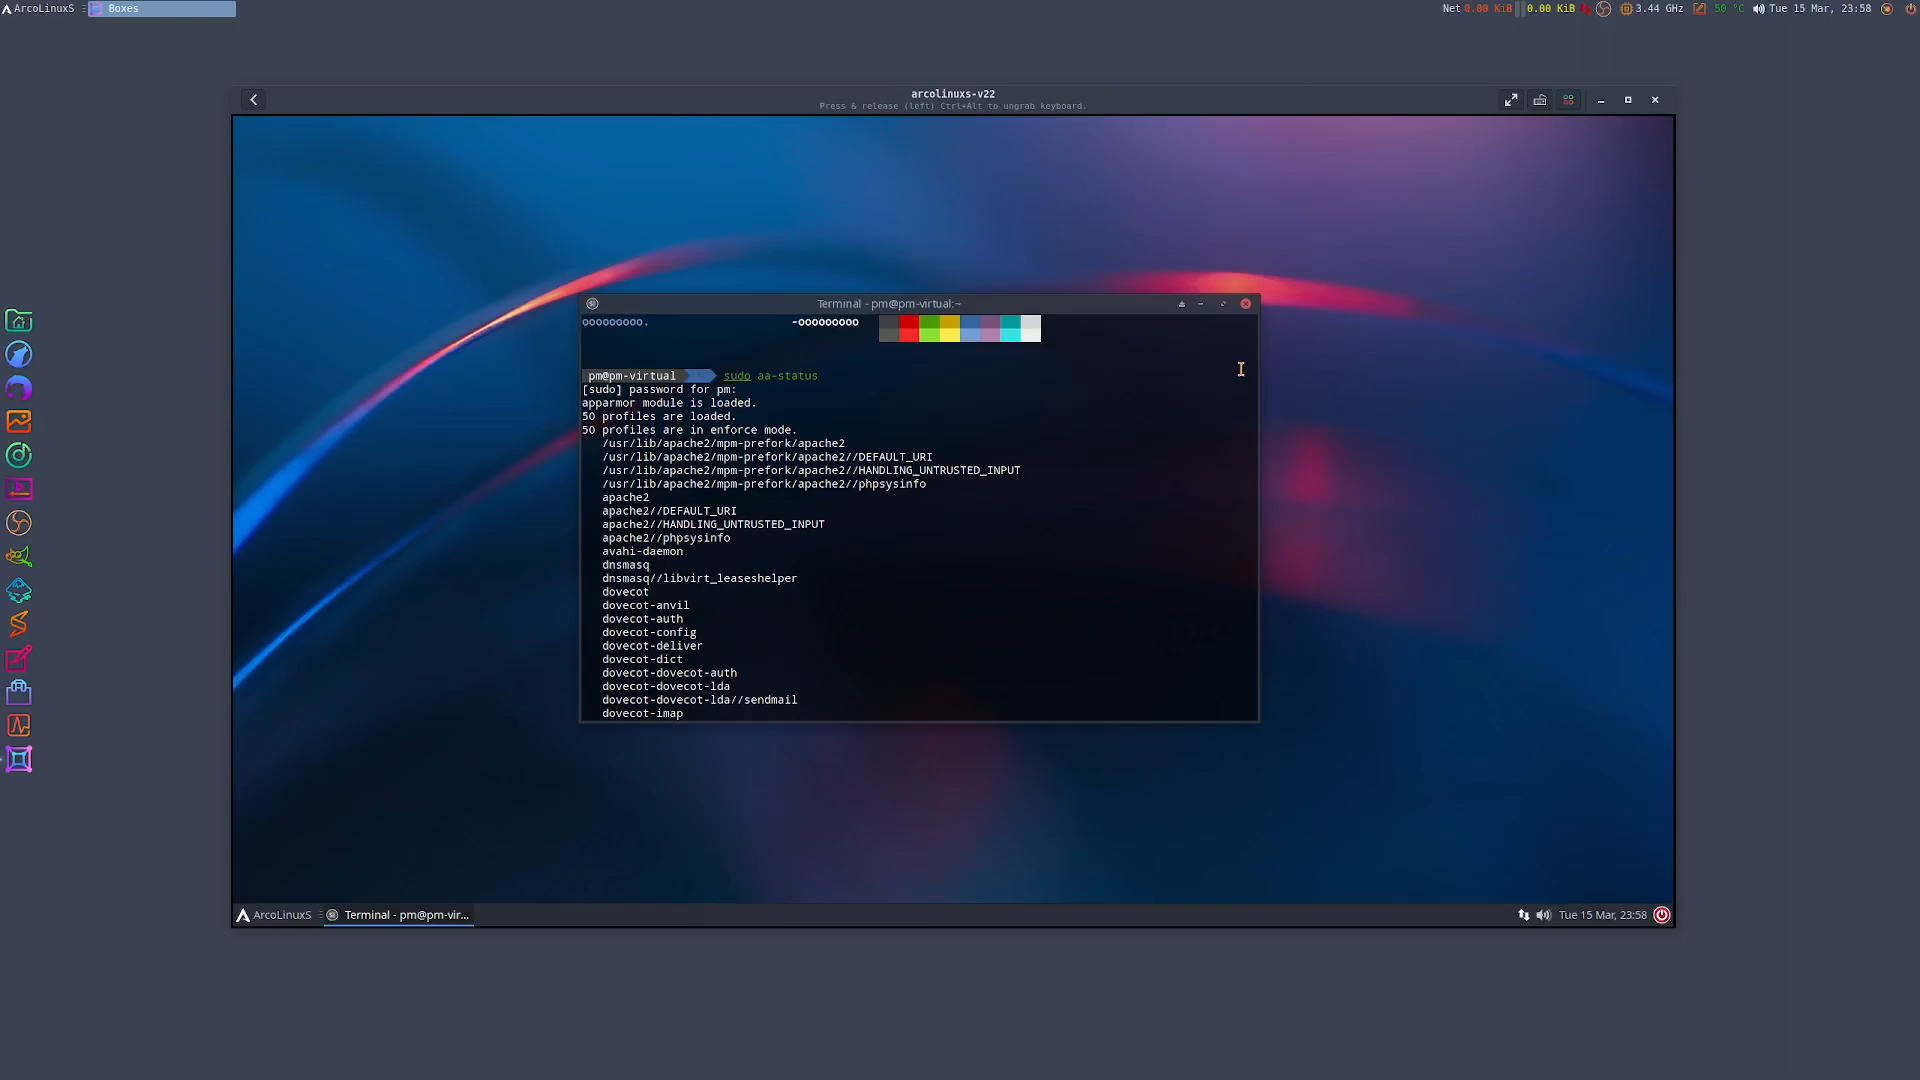 ArcoLinuxS
Boxes
Net 0.00 KiB 0.00 KiB 3.44 GHz 50 °C Tue 15 Mar, 23:58
arcolinuxs-v22
Press & release (left) Ctrl+Alt to ungrab keyboard.
Terminal - pm@pm-virtual:~
ooooooooo. -ooooooooo
pm@pm-virtual sudo aa-status
[sudo] password for pm:
apparmor module is loaded.
50 profiles are loaded.
50 profiles are in enforce mode.
/usr/lib/apache2/mpm-prefork/apache2
/usr/lib/apache2/mpm-prefork/apache2//DEFAULT_URI
/usr/lib/apache2/mpm-prefork/apache2//HANDLING_UNTRUSTED_INPUT
/usr/lib/apache2/mpm-prefork/apache2//phpsysinfo
apache2
apache2//DEFAULT_URI
apache2//HANDLING_UNTRUSTED_INPUT
apache2//phpsysinfo
avahi-daemon
dnsmasq
dnsmasq//libvirt_leaseshelper
dovecot
dovecot-anvil
dovecot-auth
dovecot-config
dovecot-deliver
dovecot-dict
dovecot-dovecot-auth
dovecot-dovecot-lda
dovecot-dovecot-lda//sendmail
dovecot-imap
ArcoLinuxS
Terminal - pm@pm-vir...
Tue 15 Mar, 23:58